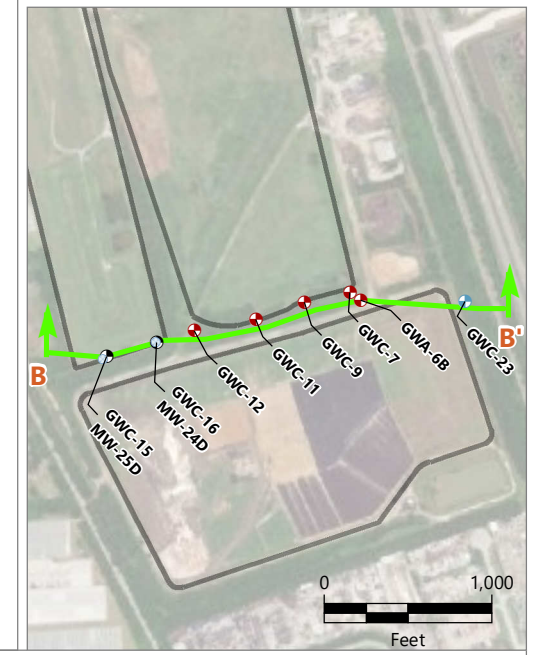 B
B'
GWC-15
MW-25D
GWC-16
MW-24D
GWC-12
GWC-11
GWC-9
GWC-7
GWA-6B
GWC-23
0 1,000
Feet